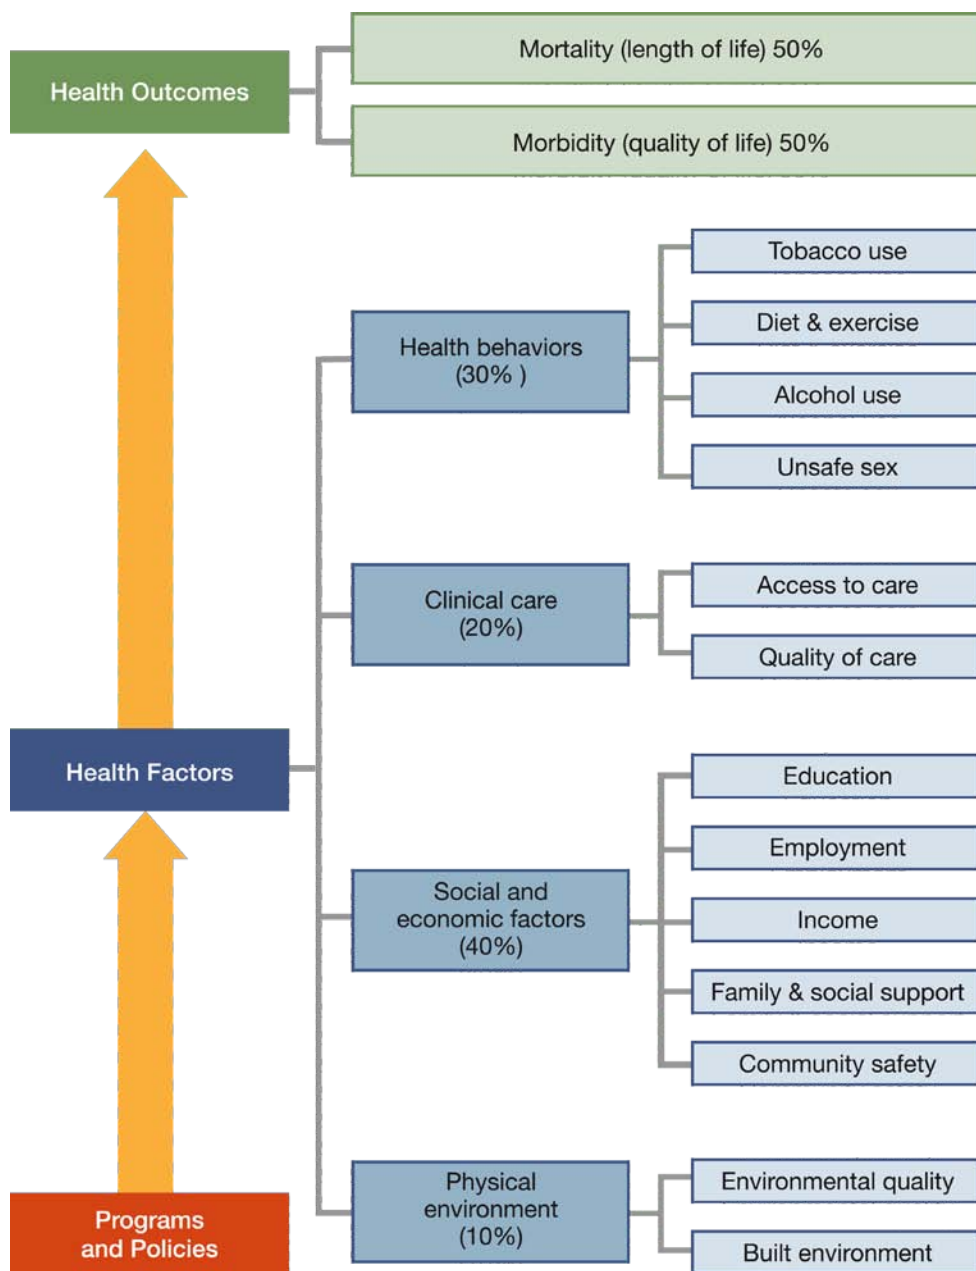 Health Outcomes
Mortality (length of life) 50%
Morbidity (quality of life) 50%
Health Factors
Health behaviors
(30% )
Tobacco use
Diet & exercise
Alcohol use
Unsafe sex
Clinical care
(20%)
Access to care
Quality of care
Social and
economic factors
(40%)
Education
Employment
Income
Family & social support
Community safety
Physical
environment
(10%)
Environmental quality
Built environment
Programs
and Policies